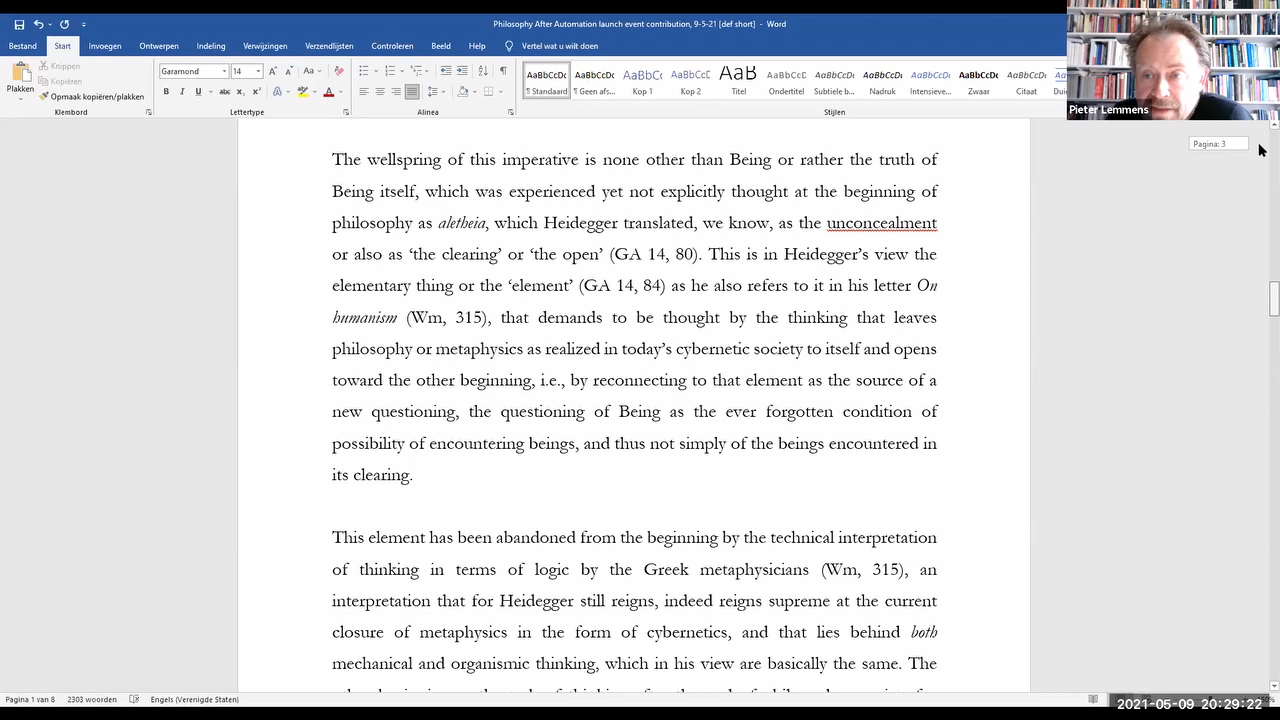 Philosophy After Automation launch event contribution, 9-5-21 [def short] - Word
Bestand Start Invoegen Ontwerpen Indeling Verwijzingen Verzendlijsten Controleren Beeld Help Vertel wat u wilt doen
Plakken
Knippen
Kopiëren
Opmaak kopiëren/plakken
Klembord
Garamond 14
Lettertype
Alinea
AaBbCcDc AaBbCcDc AaBbCc AaBbCcD AaB AaBbCcDc AaBbCcDc AaBbCcDc AaBbCcDc AaBbCcDc AaBbCcDc
¶ Standaard ¶ Geen afs... Kop 1 Kop 2 Titel Ondertitel Subtiele b... Nadruk Intensieve... Zwaar Citaat
Stijlen
Pieter Lemmens
Pagina: 3
The wellspring of this imperative is none other than Being or rather the truth of
Being itself, which was experienced yet not explicitly thought at the beginning of
philosophy as aletheia, which Heidegger translated, we know, as the unconcealment
or also as ‘the clearing’ or ‘the open’ (GA 14, 80). This is in Heidegger’s view the
elementary thing or the ‘element’ (GA 14, 84) as he also refers to it in his letter On
humanism (Wm, 315), that demands to be thought by the thinking that leaves
philosophy or metaphysics as realized in today’s cybernetic society to itself and opens
toward the other beginning, i.e., by reconnecting to that element as the source of a
new questioning, the questioning of Being as the ever forgotten condition of
possibility of encountering beings, and thus not simply of the beings encountered in
its clearing.
This element has been abandoned from the beginning by the technical interpretation
of thinking in terms of logic by the Greek metaphysicians (Wm, 315), an
interpretation that for Heidegger still reigns, indeed reigns supreme at the current
closure of metaphysics in the form of cybernetics, and that lies behind both
mechanical and organismic thinking, which in his view are basically the same. The
Pagina 1 van 8 2303 woorden Engels (Verenigde Staten)
2021-05-09 20:29:22